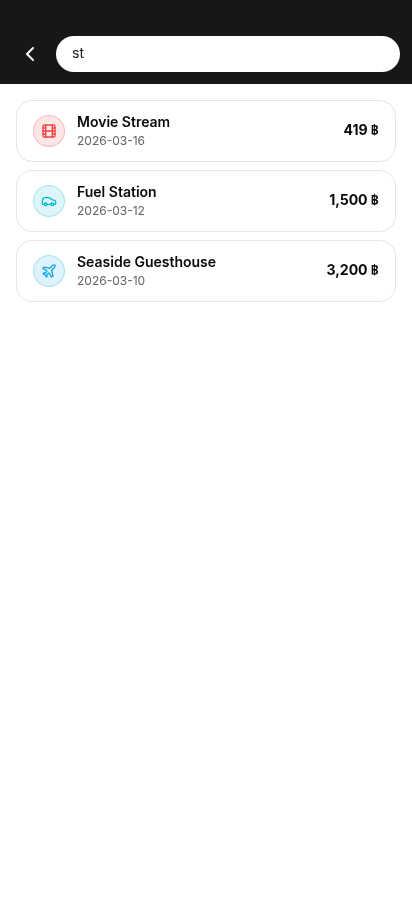 st
Movie Stream
2026-03-16
419 ฿
Fuel Station
2026-03-12
1,500 ฿
Seaside Guesthouse
2026-03-10
3,200 ฿